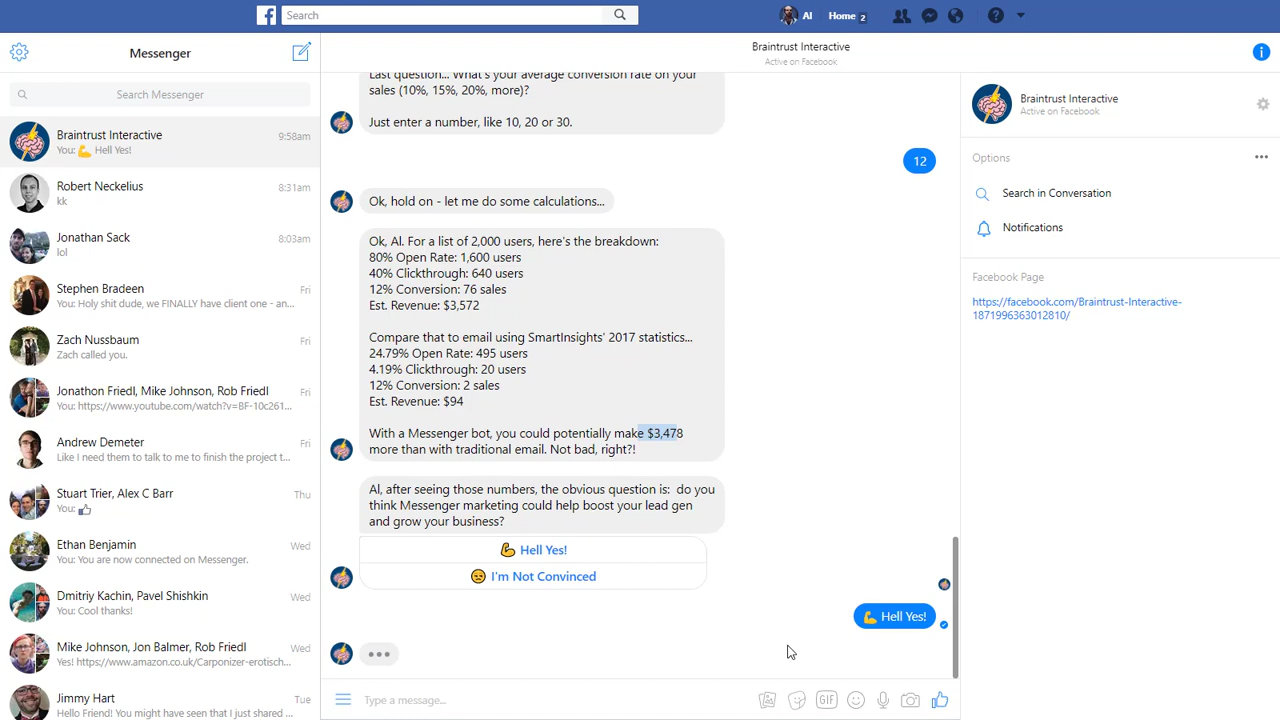 Search
Al
Home 2
Messenger
Search Messenger
Braintrust Interactive
9:58am
You: 💪 Hell Yes!
Robert Neckelius
8:31am
kk
Jonathan Sack
8:03am
lol
Stephen Bradeen
Fri
You: Holy shit dude, we FINALLY have client one - an...
Zach Nussbaum
Fri
Zach called you.
Jonathon Friedl, Mike Johnson, Rob Friedl
Fri
You: https://www.youtube.com/watch?v=BF-10c261...
Andrew Demeter
Fri
Like I need them to me to finish the project t...
Stuart Trier, Alex C Barr
Thu
You: 👍
Ethan Benjamin
Wed
You: You are now connected on Messenger.
Dmitriy Kachin, Pavel Shishkin
Wed
You: Cool thanks!
Mike Johnson, Jon Balmer, Rob Friedl
Wed
Yes! https://www.amazon.co.uk/Carponizer-erotisch...
Jimmy Hart
Tue
Hello Friend! You might have seen that I just shared
Braintrust Interactive
Active on Facebook
Last question... What's your average conversion rate on your
sales (10%, 15%, 20%, more)?
Just enter a number, like 10, 20 or 30.
12
Ok, hold on - let me do some calculations...
Ok, Al. For a list of 2,000 users, here's the breakdown:
80% Open Rate: 1,600 users
40% Clickthrough: 640 users
12% Conversion: 76 sales
Est. Revenue: $3,572
Compare that to email using SmartInsights' 2017 statistics...
24.79% Open Rate: 495 users
4.19% Clickthrough: 20 users
12% Conversion: 2 sales
Est. Revenue: $94
With a Messenger bot, you could potentially make $3,478
more than with traditional email. Not bad, right?!
Al, after seeing those numbers, the obvious question is: do you
think Messenger marketing could help boost your lead gen
and grow your business?
💪 Hell Yes!
😔 I'm Not Convinced
💪 Hell Yes!
Type a message...
GIF
Braintrust Interactive
Active on Facebook
Options
Search in Conversation
Notifications
Facebook Page
https://facebook.com/Braintrust-Interactive-
1871996363012810/